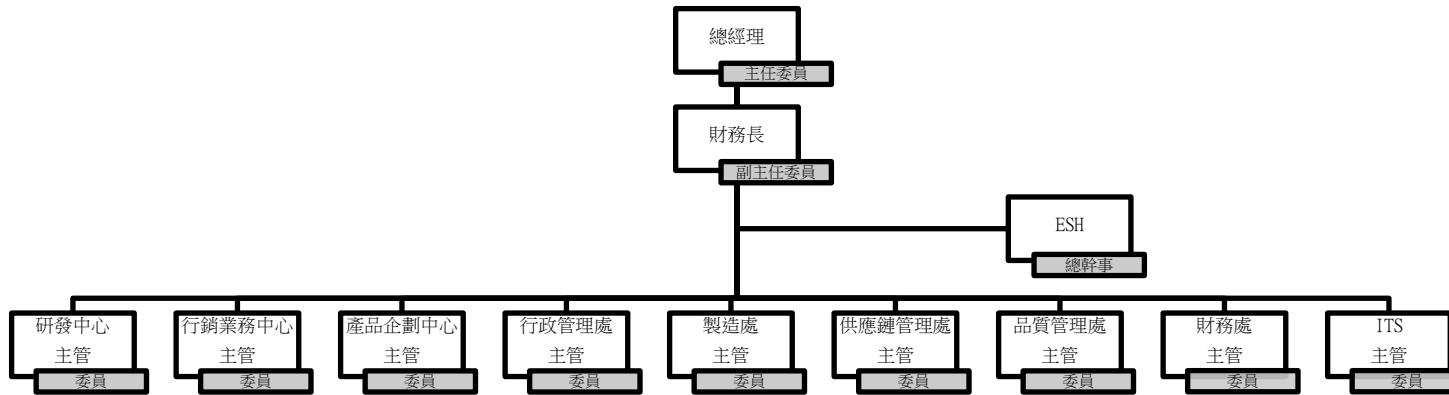 總經理
主任委員
財務長
副主任委員
ESH
總幹事
研發中心
主管
委員
行銷業務中心
主管
委員
產品企劃中心
主管
委員
行政管理處
主管
委員
製造處
主管
委員
供應鏈管理處
主管
委員
品質管理處
主管
委員
財務處
主管
委員
ITS
主管
委員